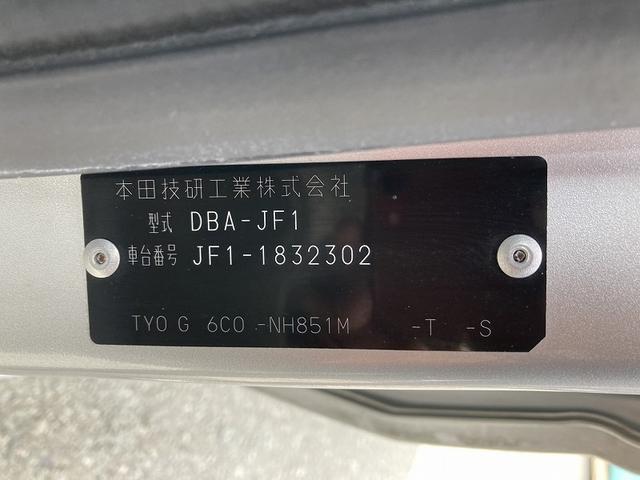 本田技研工業株式会社
型式 DBA-JF1
車台番号 JF1-1832302
TYO G 6CO -NH851M -T -S